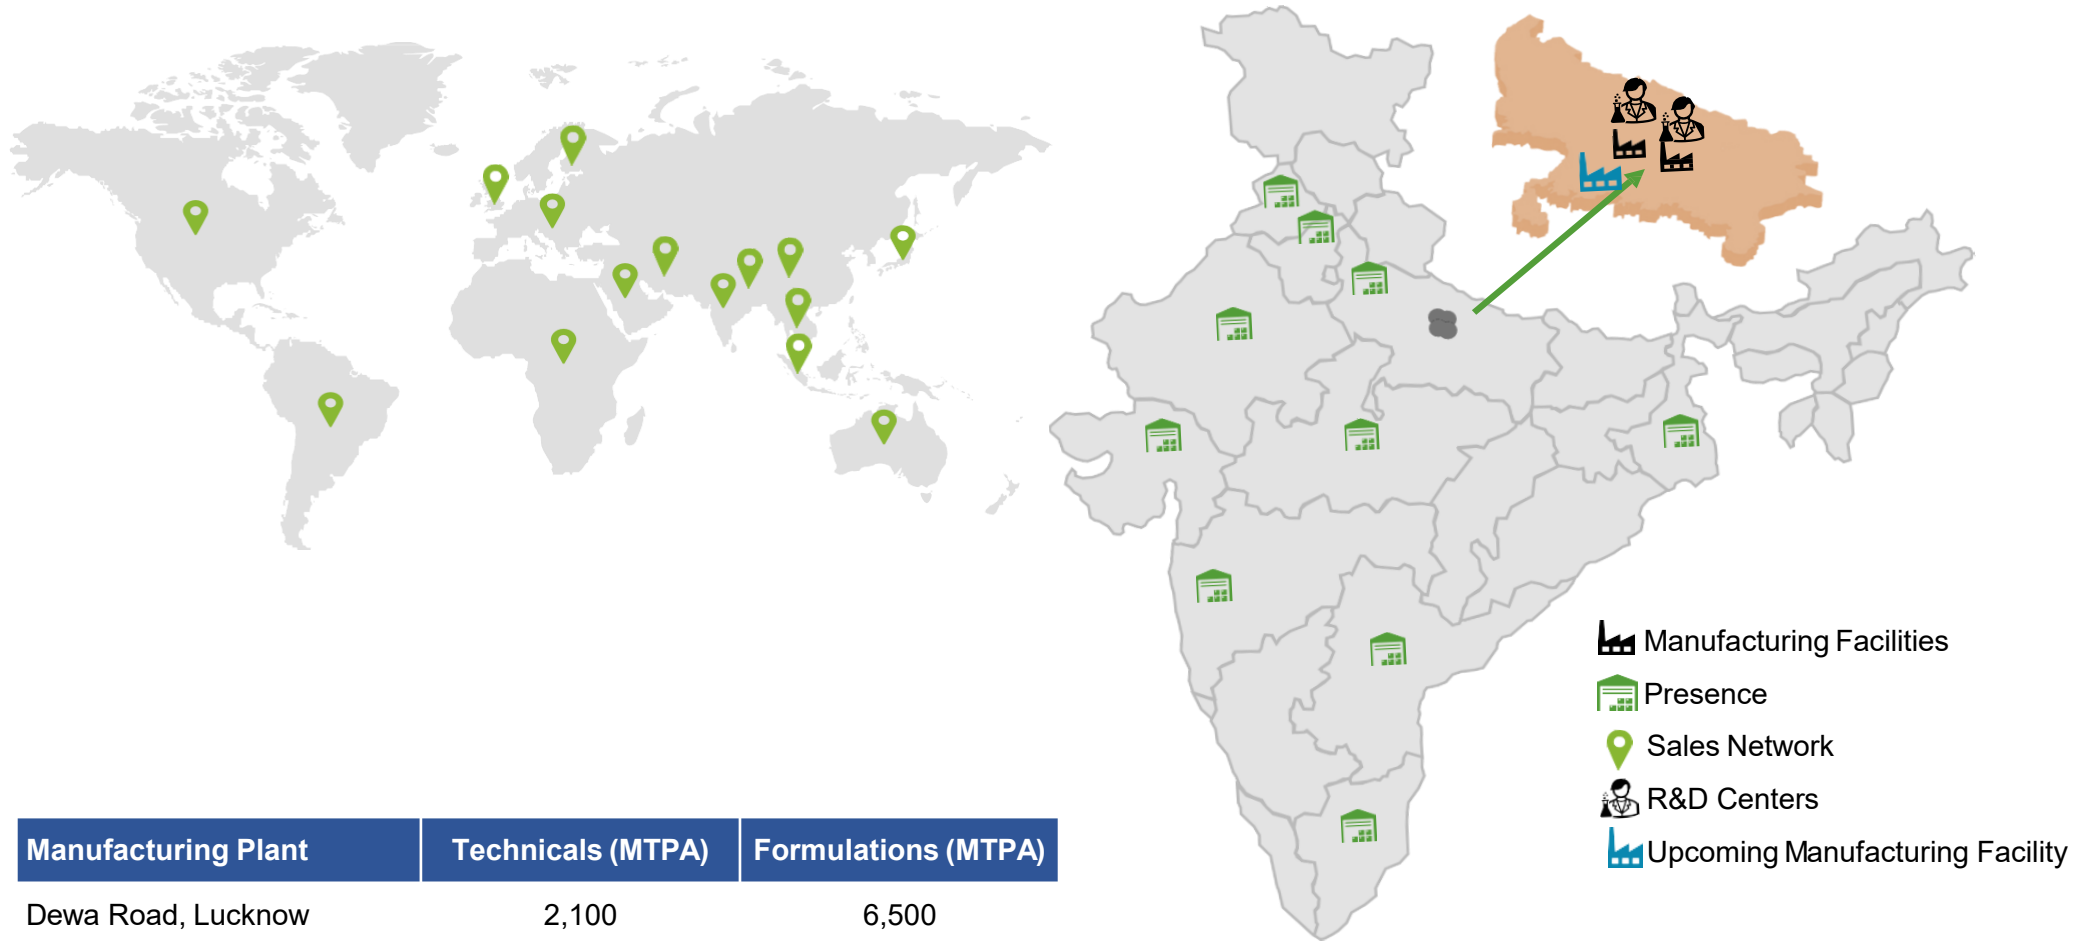 Manufacturing Facilities
Presence
Sales Network
R&D Centers
Upcoming Manufacturing Facility
Manufacturing Plant Technicals (MTPA) Formulations (MTPA)
Dewa Road, Lucknow 2,100 6,500